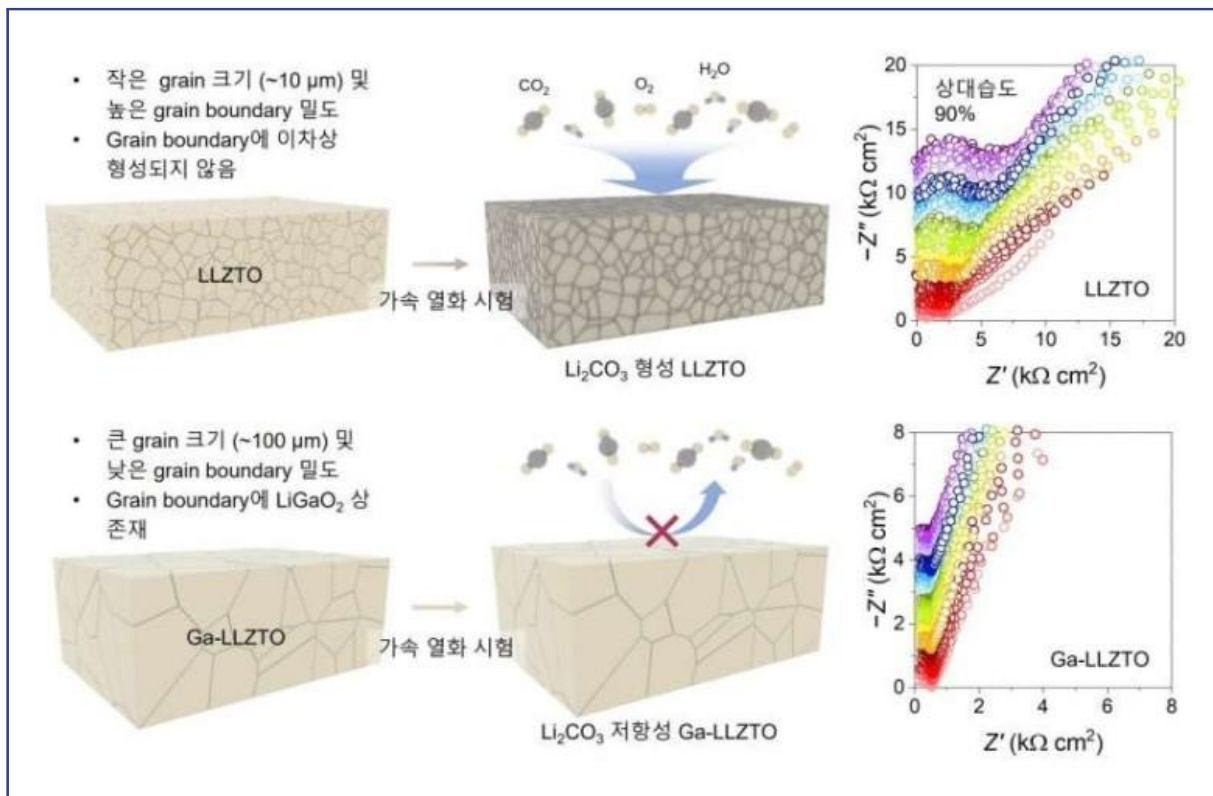 • 작은 grain 크기 (~10 μm) 및
높은 grain boundary 밀도
• Grain boundary에 이차상
형성되지 않음
LLZTO
가속 열화 시험
CO₂
O₂
H₂O
Li₂CO₃ 형성 LLZTO
20
15
10
5
0
−Z″ (kΩ cm²)
상대습도
90%
LLZTO
0 5 10 15 20
Z′ (kΩ cm²)
• 큰 grain 크기 (~100 μm) 및
낮은 grain boundary 밀도
• Grain boundary에 LiGaO₂ 상
존재
Ga-LLZTO
가속 열화 시험
Li₂CO₃ 저항성 Ga-LLZTO
8
6
4
2
0
−Z″ (kΩ cm²)
Ga-LLZTO
0 2 4 6 8
Z′ (kΩ cm²)